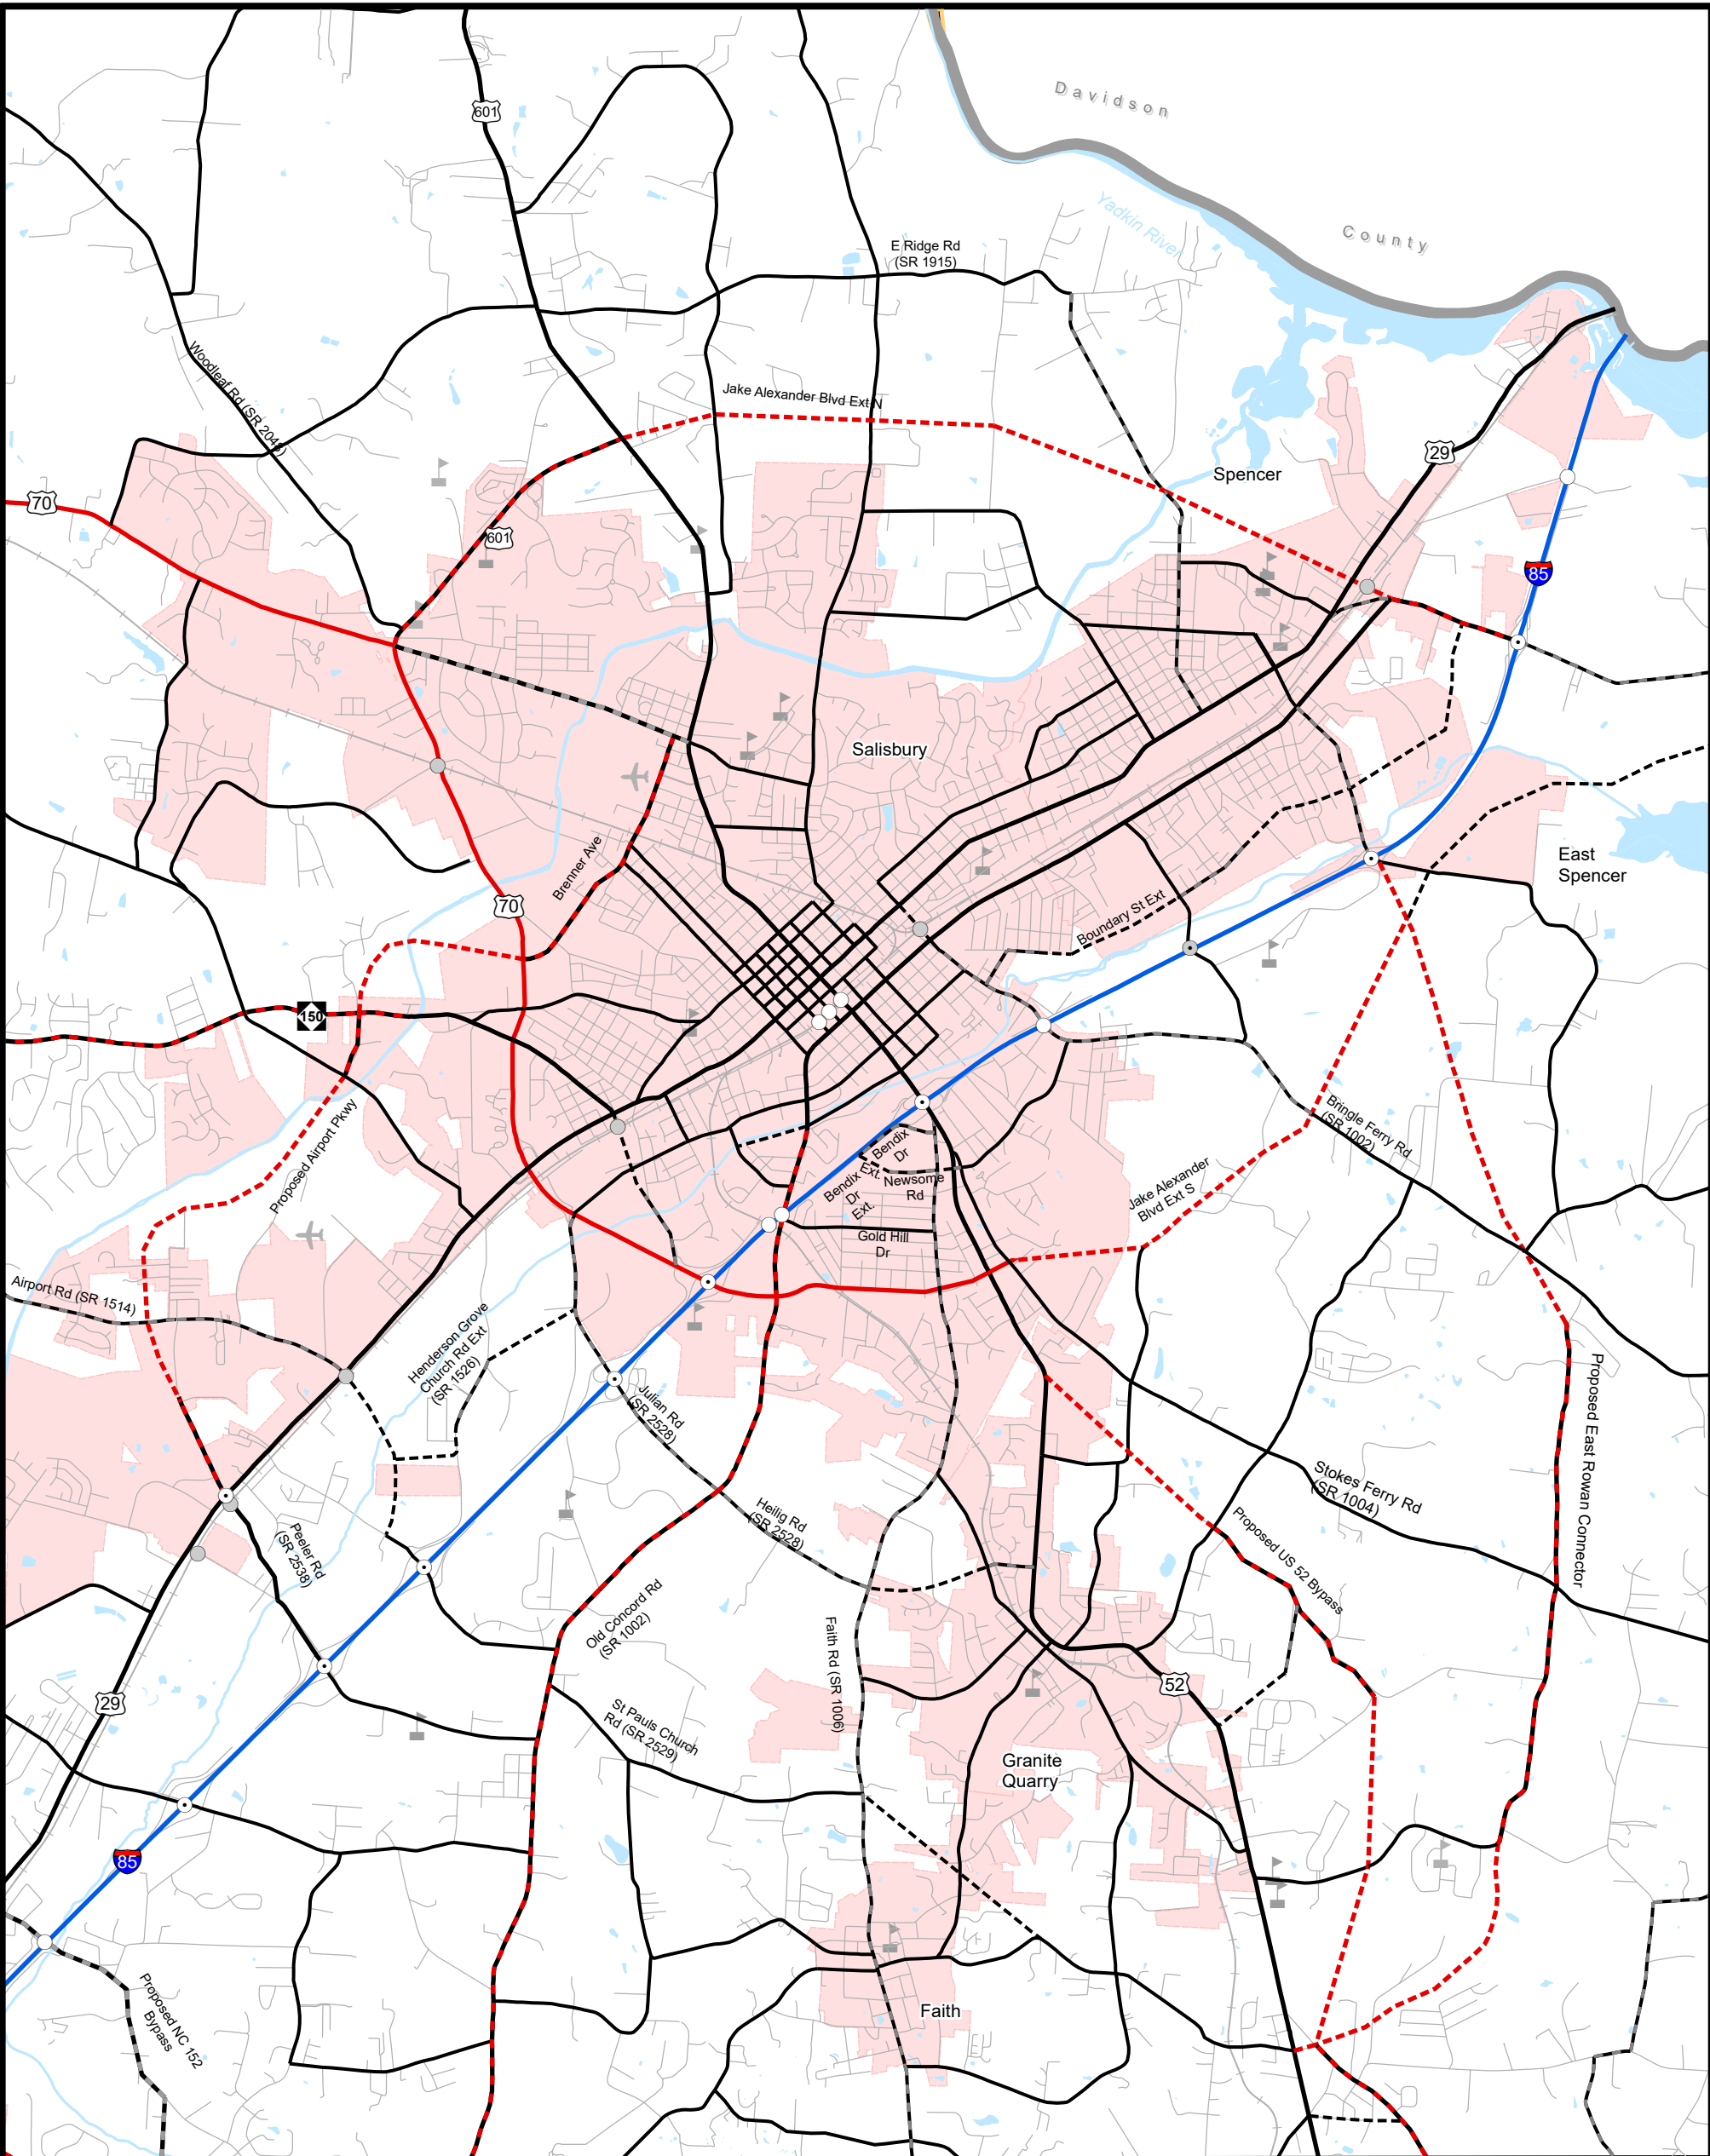 Davidson
County
601
Yadkin River
E Ridge Rd
(SR 1915)
Woodleaf Rd (SR 2048)
Jake Alexander Blvd Ext N
29
Spencer
70
601
85
Salisbury
Brenner Ave
East
Spencer
70
Boundary St Ext
150
Proposed Airport Pkwy
Bendix
Dr
Ext.
Bendix
Dr
Ext.
Newsome
Rd
Bringle Ferry Rd
(SR 1002)
Jake Alexander
Blvd Ext S
Gold Hill
Dr
Airport Rd (SR 1514)
Henderson Grove
Church Rd Ext
(SR 1526)
Julian Rd
(SR 2528)
Proposed East Rowan Connector
Stokes Ferry Rd
(SR 1004)
Heilig Rd
(SR 2528)
Proposed US 52 Bypass
Peeler Rd
(SR 2538)
Old Concord Rd
(SR 1002)
Faith Rd (SR 1006)
52
29
St Pauls Church
Rd (SR 2529)
Granite
Quarry
85
Proposed NC 152
Bypass
Faith